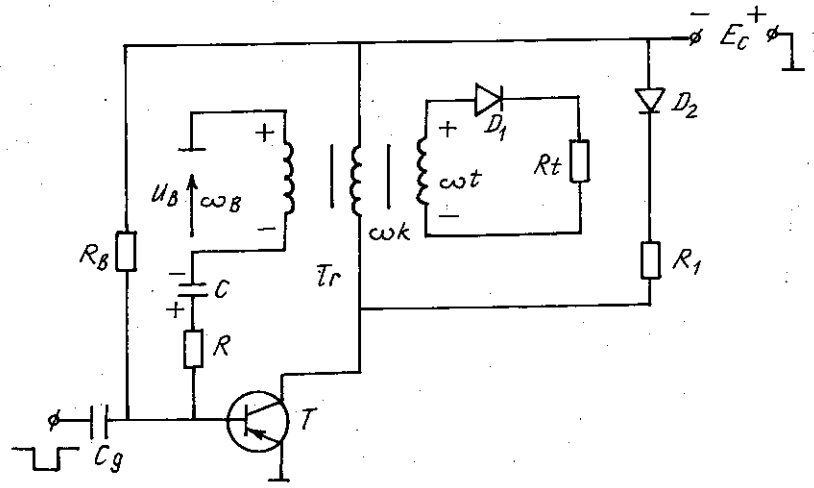 − E_c +
D_2
D_1
+
+
U_B
ω_B
ωt
Rt
−
−
R_B
ωk
R_1
Tr
−
C
+
R
T
C_g